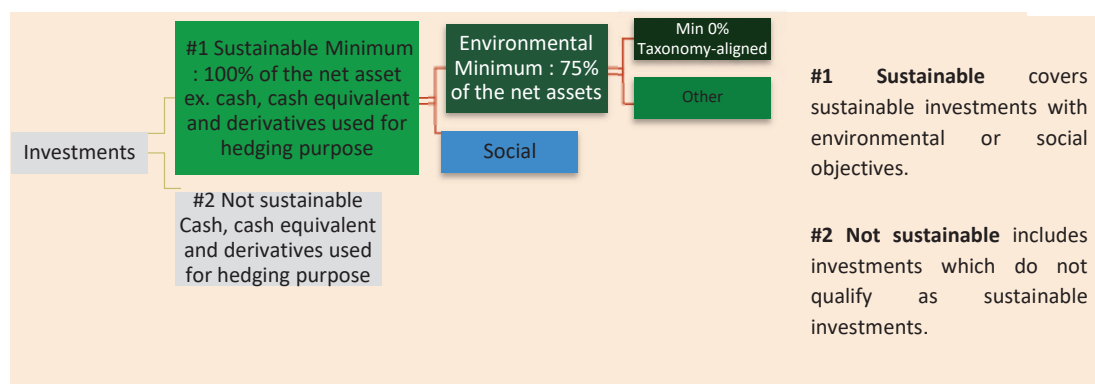 Investments
#1 Sustainable Minimum
: 100% of the net asset
ex. cash, cash equivalent
and derivatives used for
hedging purpose
#2 Not sustainable
Cash, cash equivalent
and derivatives used
for hedging purpose
Environmental
Minimum : 75%
of the net assets
Social
Min 0%
Taxonomy-aligned
Other
#1 Sustainable covers
sustainable investments with
environmental or social
objectives.
#2 Not sustainable includes
investments which do not
qualify as sustainable
investments.